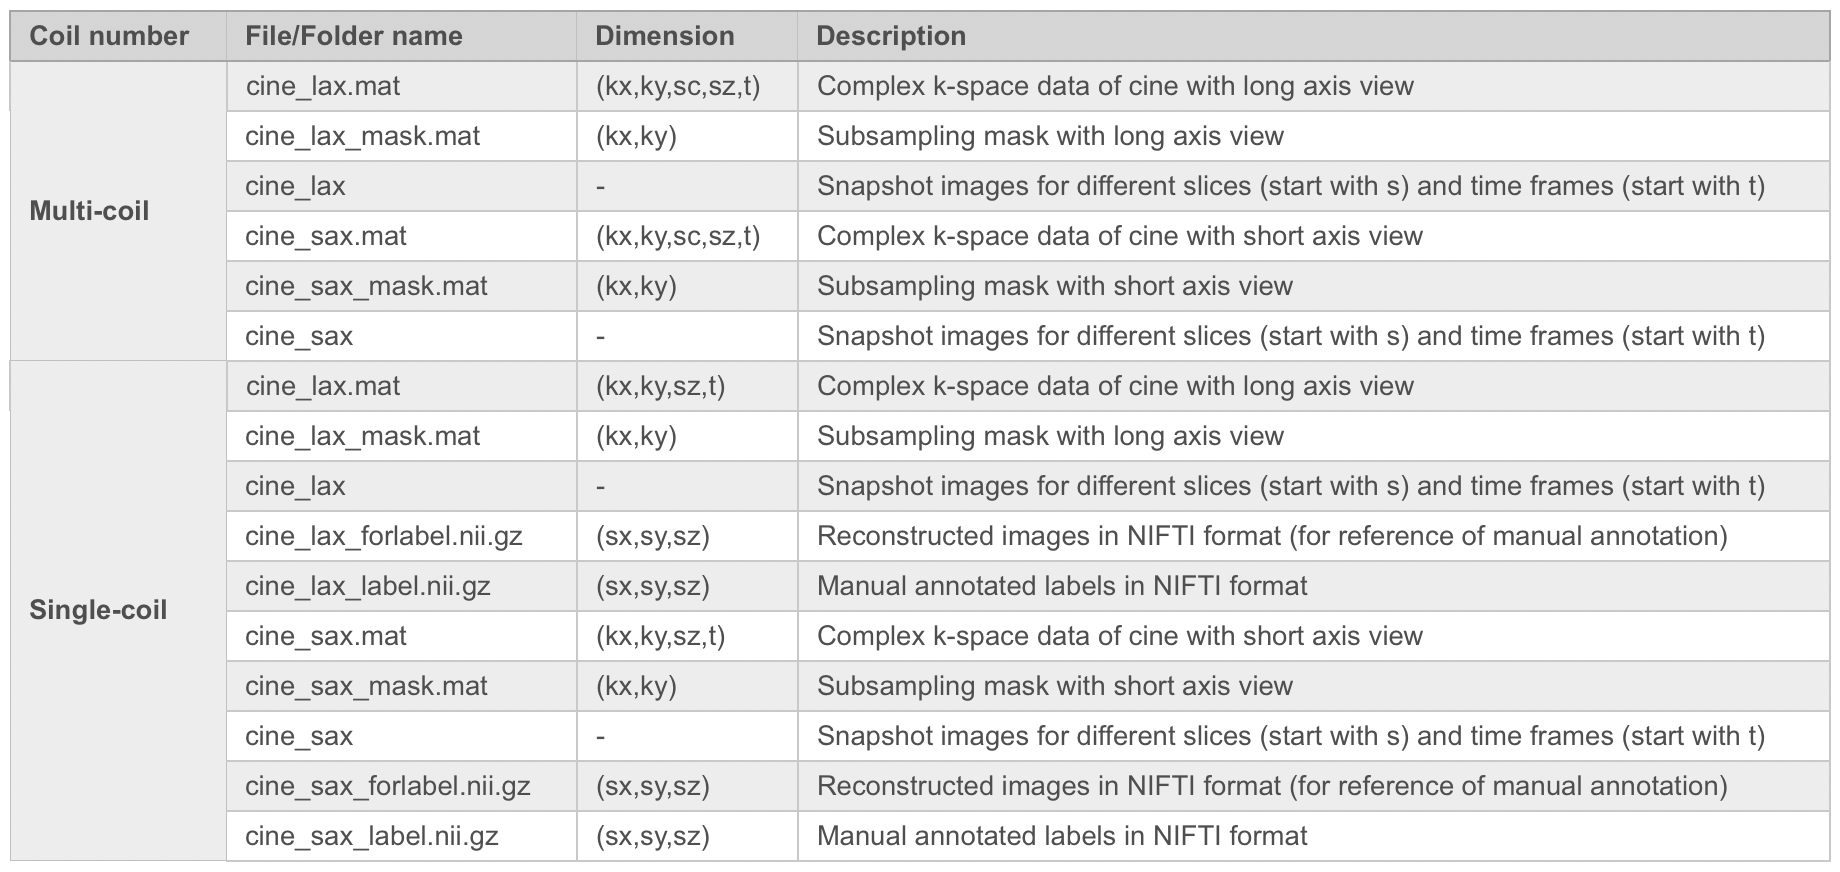 Coil number File/Folder name Dimension Description
cine_lax.mat (kx,ky,sc,sz,t) Complex k-space data of cine with long axis view
cine_lax_mask.mat (kx,ky) Subsampling mask with long axis view
cine_lax - Snapshot images for different slices (start with s) and time frames (start with t)
Multi-coil
cine_sax.mat (kx,ky,sc,sz,t) Complex k-space data of cine with short axis view
cine_sax_mask.mat (kx,ky) Subsampling mask with short axis view
cine_sax - Snapshot images for different slices (start with s) and time frames (start with t)
cine_lax.mat (kx,ky,sz,t) Complex k-space data of cine with long axis view
cine_lax_mask.mat (kx,ky) Subsampling mask with long axis view
cine_lax - Snapshot images for different slices (start with s) and time frames (start with t)
cine_lax_forlabel.nii.gz (sx,sy,sz) Reconstructed images in NIFTI format (for reference of manual annotation)
cine_lax_label.nii.gz (sx,sy,sz) Manual annotated labels in NIFTI format
Single-coil
cine_sax.mat (kx,ky,sz,t) Complex k-space data of cine with short axis view
cine_sax_mask.mat (kx,ky) Subsampling mask with short axis view
cine_sax - Snapshot images for different slices (start with s) and time frames (start with t)
cine_sax_forlabel.nii.gz (sx,sy,sz) Reconstructed images in NIFTI format (for reference of manual annotation)
cine_sax_label.nii.gz (sx,sy,sz) Manual annotated labels in NIFTI format